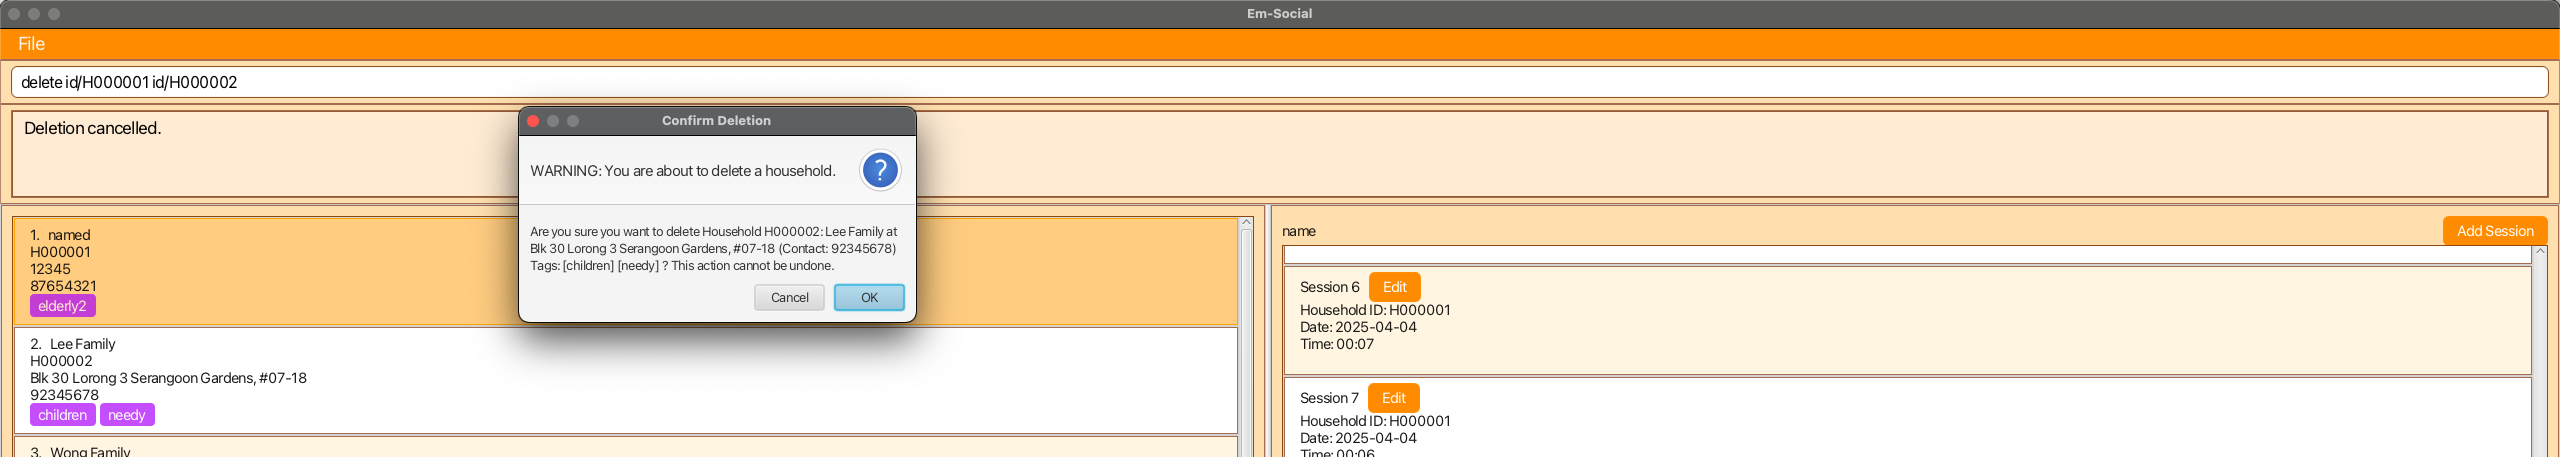 Em-Social
File
delete id/H000001 id/H000002
Deletion cancelled.
Confirm Deletion
WARNING: You are about to delete a household.
?
Are you sure you want to delete Household H000002: Lee Family at
Blk 30 Lorong 3 Serangoon Gardens, #07-18 (Contact: 92345678)
Tags: [children] [needy] ? This action cannot be undone.
Cancel OK
1. named
H000001
12345
87654321
elderly2
2. Lee Family
H000002
Blk 30 Lorong 3 Serangoon Gardens, #07-18
92345678
children needy
3. Wong Family
name
Add Session
Session 6 Edit
Household ID: H000001
Date: 2025-04-04
Time: 00:07
Session 7 Edit
Household ID: H000001
Date: 2025-04-04
Time: 00:06